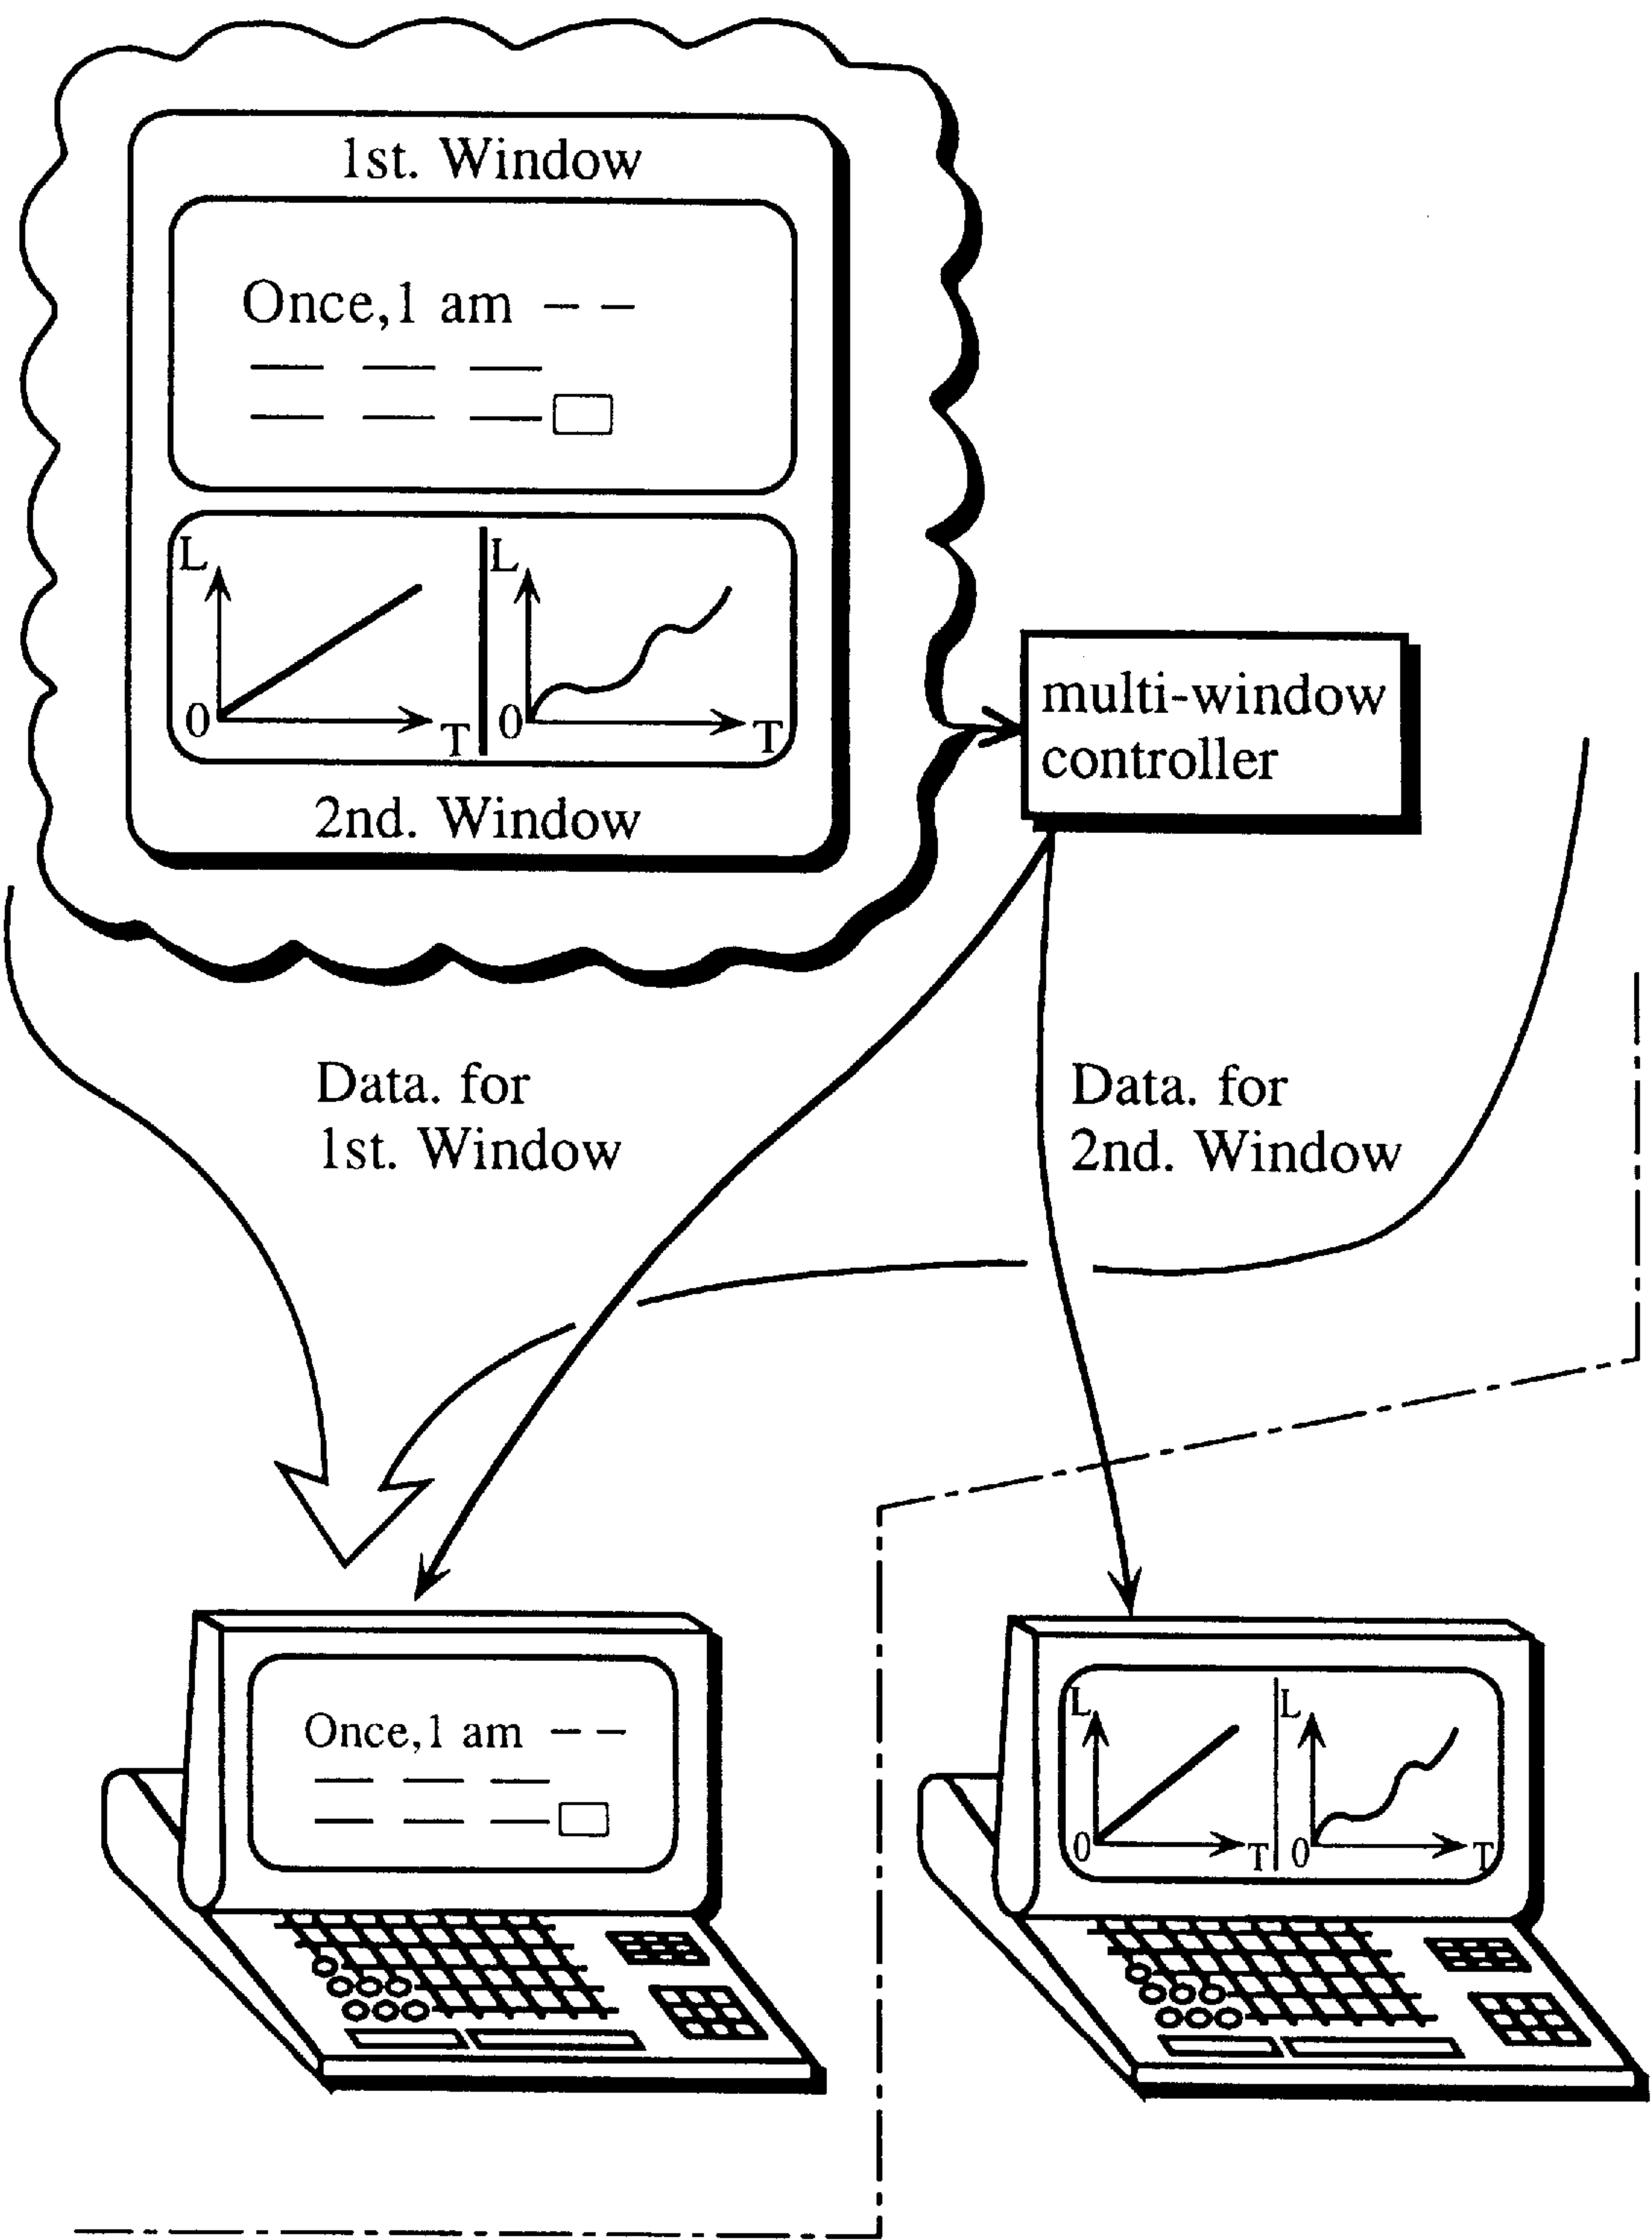 1st. Window
Once,1 am — —
L
L
0
T
0
T
2nd. Window
multi-window
controller
Data. for
1st. Window
Data. for
2nd. Window
Once,1 am — —
L
L
0
T
0
T